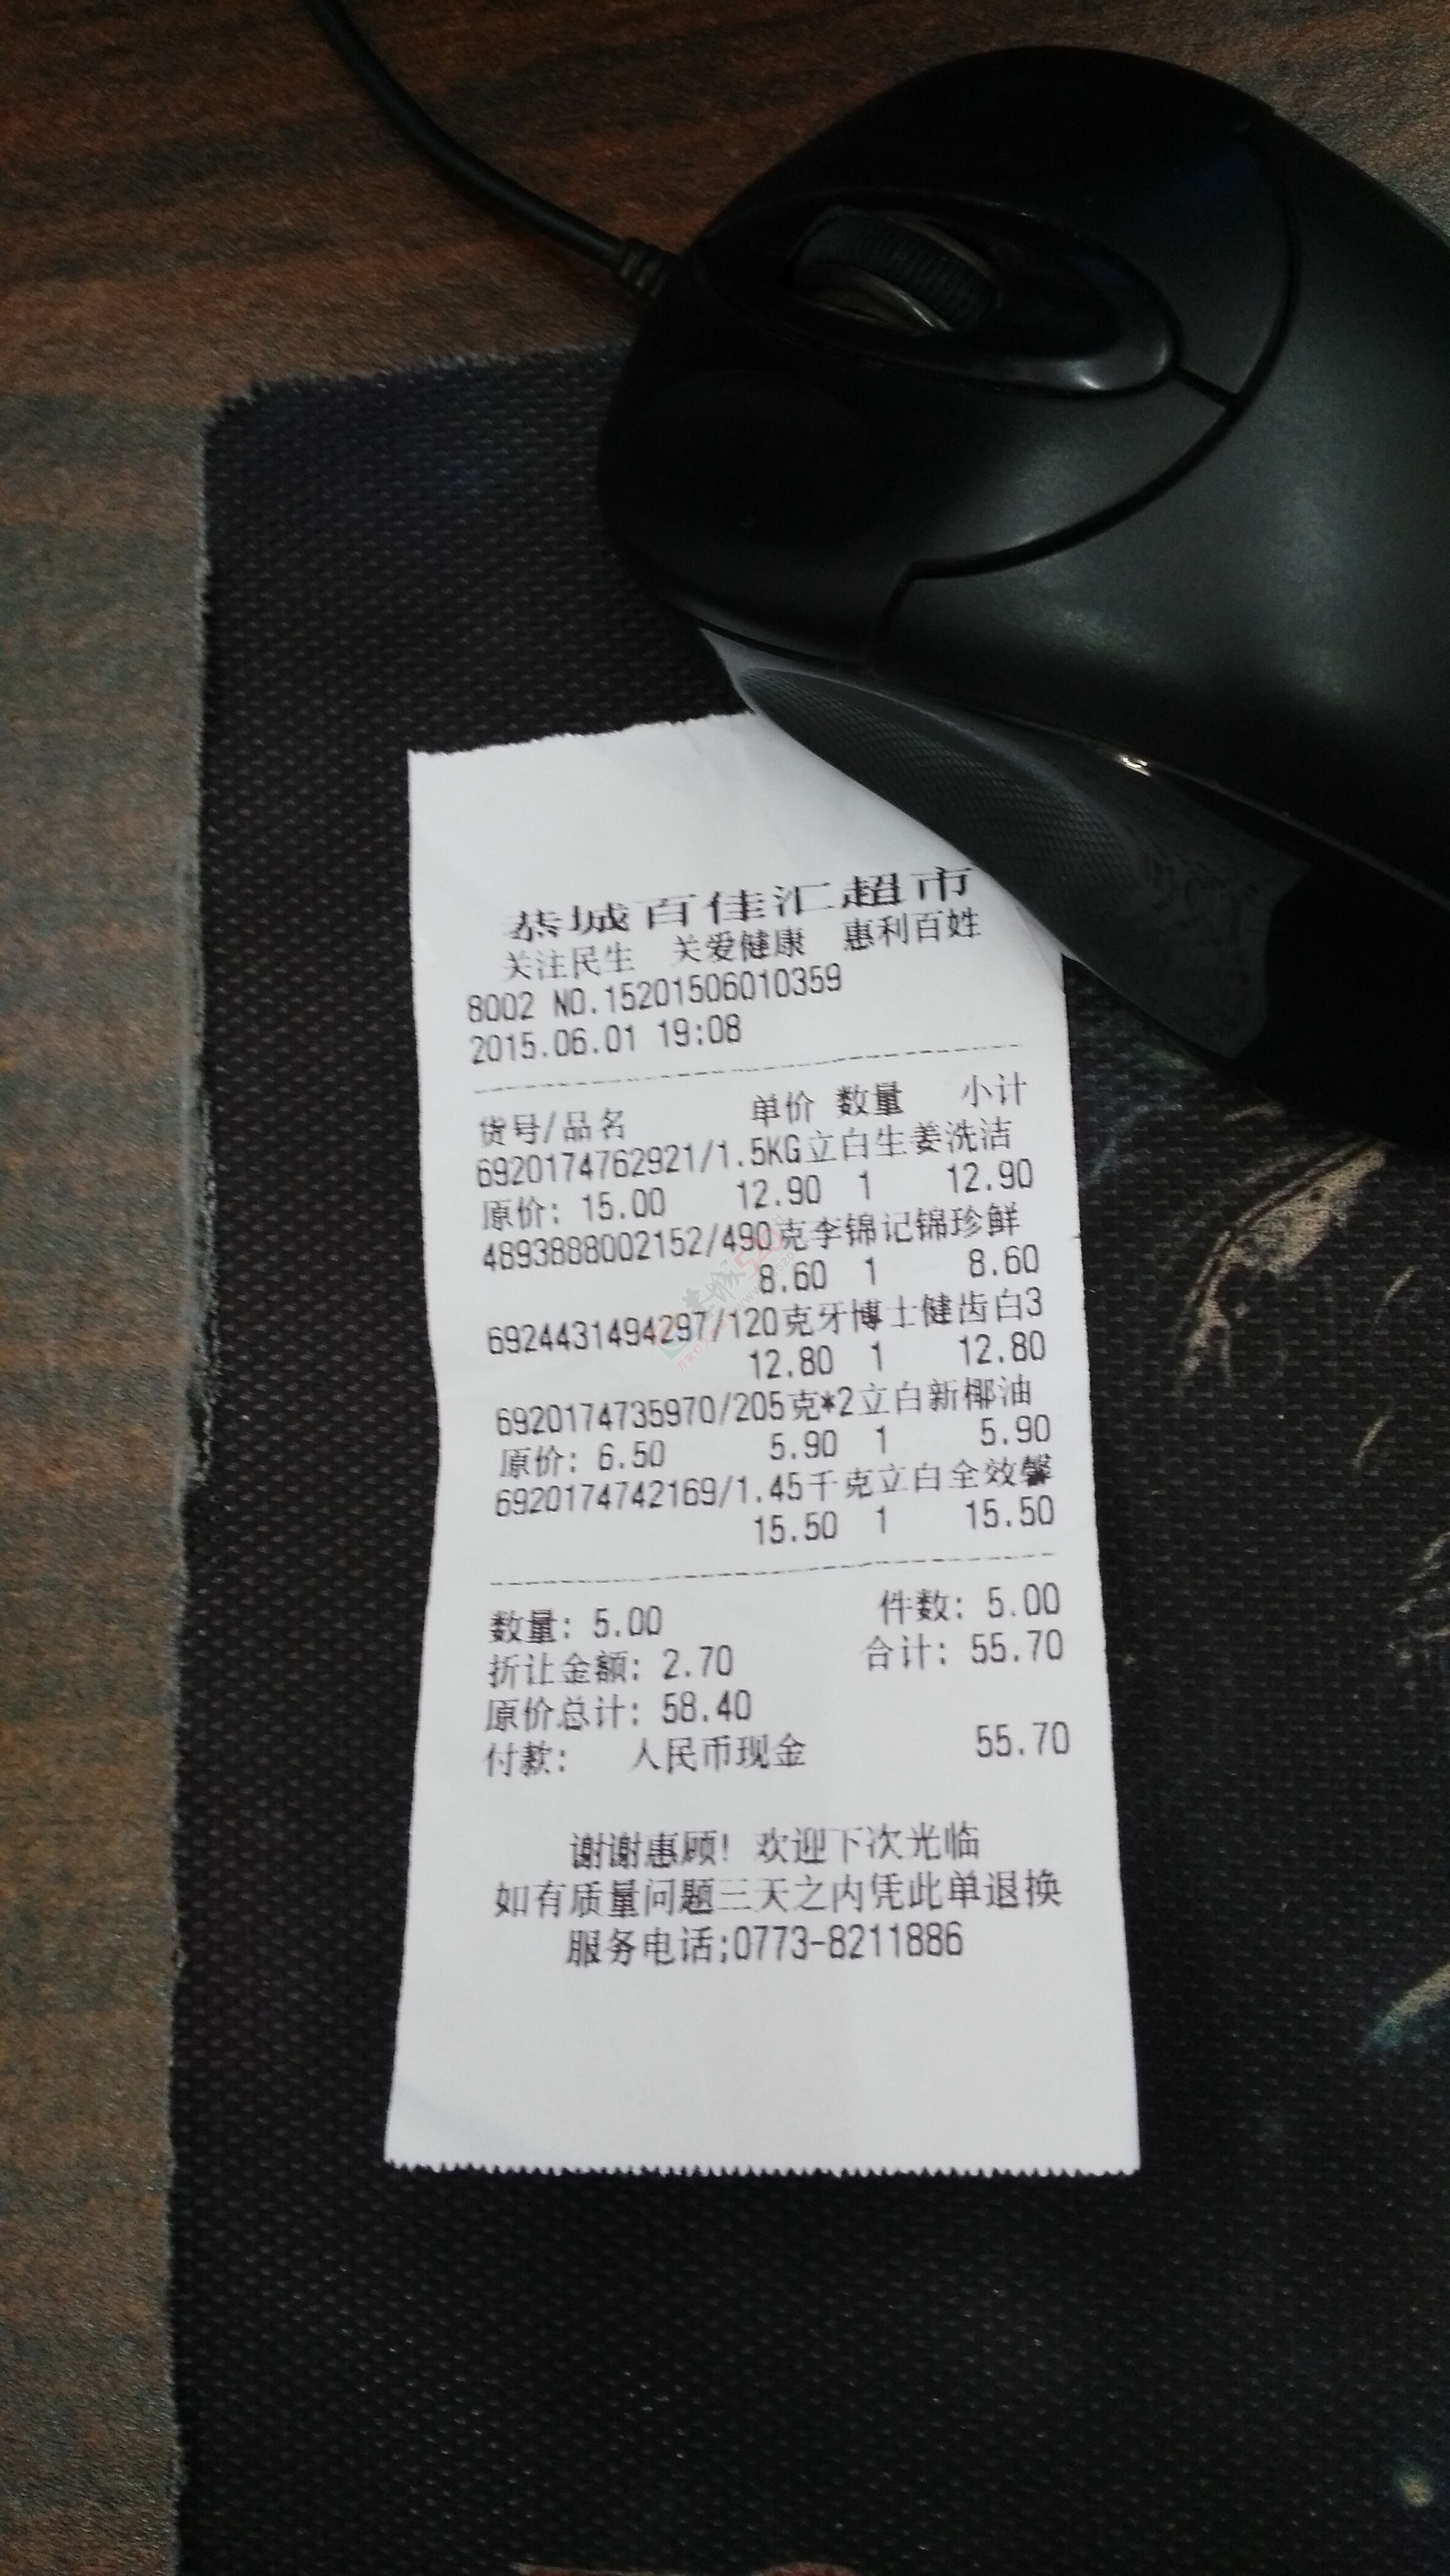 恭城百佳汇超市
关注民生 关爱健康 惠利百姓
8002 NO.15201506010359
2015.06.01 19:08
货号/品名 单价 数量 小计
6920174762921/1.5KG立白生姜洗洁
原价: 15.00 12.90 1 12.90
4893888002152/490克李锦记锦珍鲜
8.60 1 8.60
6924431494297/120克牙博士健齿白3
12.80 1 12.80
6920174735970/205克*2立白新椰油
原价: 6.50 5.90 1 5.90
6920174742169/1.45千克立白全效馨
15.50 1 15.50
数量: 5.00 件数: 5.00
折让金额: 2.70 合计: 55.70
原价总计: 58.40
付款: 人民币现金 55.70
谢谢惠顾! 欢迎下次光临
如有质量问题三天之内凭此单退换
服务电话;0773-8211886